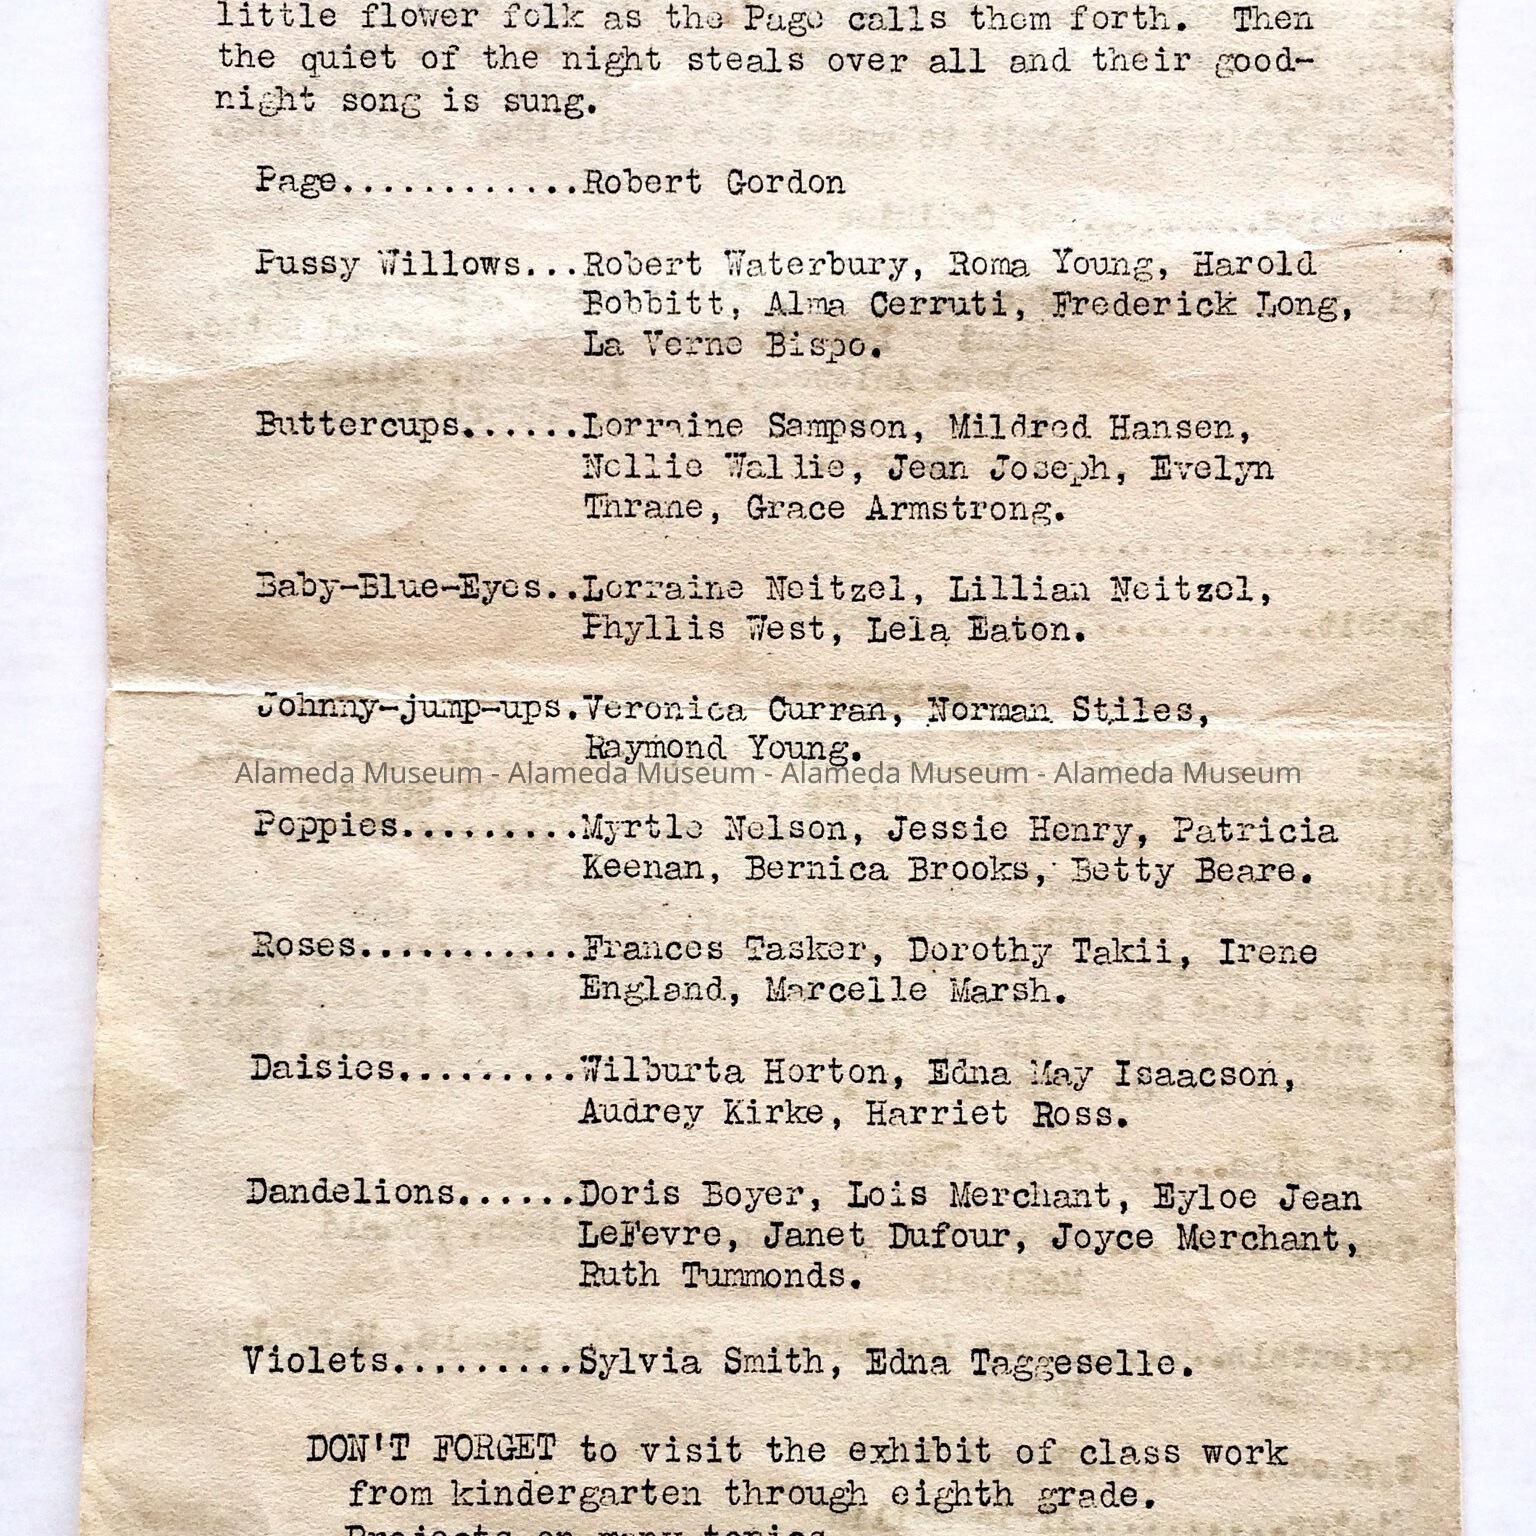 little flower folk as the Page calls them forth. Then
the quiet of the night steals over all and their good-
night song is sung.
Page............Robert Gordon
Pussy Willows...Robert Waterbury, Roma Young, Harold
Bobbitt, Alma Cerruti, Frederick Long,
La Verne Bispo.
Buttercups......Lorraine Sampson, Mildred Hansen,
Nellie Wallie, Jean Joseph, Evelyn
Thrane, Grace Armstrong.
Baby-Blue-Eyes..Lorraine Neitzel, Lillian Neitzel,
Phyllis West, Lela Eaton.
Johnny-jump-ups.Veronica Curran, Norman Stiles,
Raymond Young.
Alameda Museum - Alameda Museum - Alameda Museum - Alameda Museum
Poppies.........Myrtle Nelson, Jessie Henry, Patricia
Keenan, Bernica Brooks, Betty Beare.
Roses...........Frances Tasker, Dorothy Takii, Irene
England, Marcelle Marsh.
Daisies.........Wilburta Horton, Edna May Isaacson,
Audrey Kirke, Harriet Ross.
Dandelions......Doris Boyer, Lois Merchant, Eyloe Jean
LeFevre, Janet Dufour, Joyce Merchant,
Ruth Tummonds.
Violets.........Sylvia Smith, Edna Taggeselle.
DON'T FORGET to visit the exhibit of class work
from kindergarten through eighth grade.
Projects on many topics